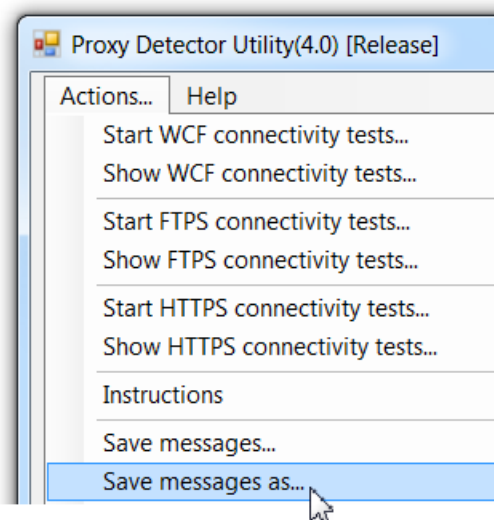 Proxy Detector Utility(4.0) [Release]
Actions... Help
Start WCF connectivity tests...
Show WCF connectivity tests...
Start FTPS connectivity tests...
Show FTPS connectivity tests...
Start HTTPS connectivity tests...
Show HTTPS connectivity tests...
Instructions
Save messages...
Save messages as...